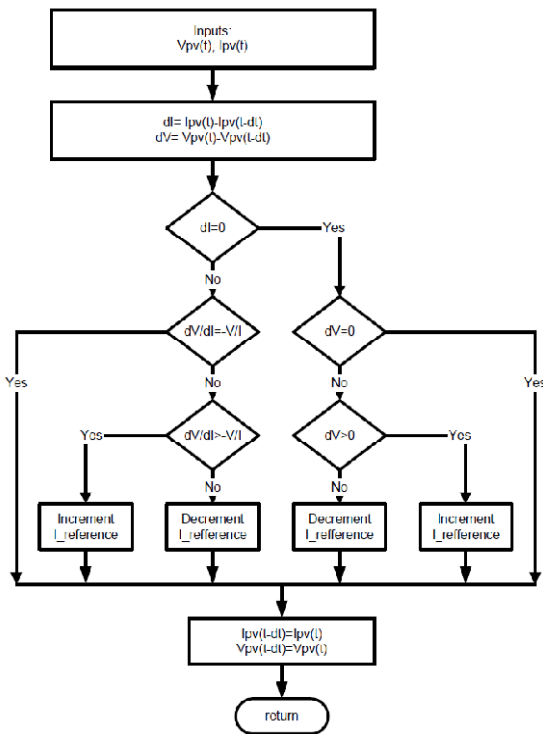 Inputs:
Vpv(t), Ipv(t)
dI= Ipv(t)-Ipv(t-dt)
dV= Vpv(t)-Vpv(t-dt)
dI=0
Yes
No
dV/dI=-V/I
dV=0
Yes
No
No
Yes
Yes
dV/dI>-V/I
dV>0
Yes
No
No
Increment
I_refference
Decrement
I_refference
Decrement
I_refference
Increment
I_refference
Ipv(t-dt)=Ipv(t)
Vpv(t-dt)=Vpv(t)
return